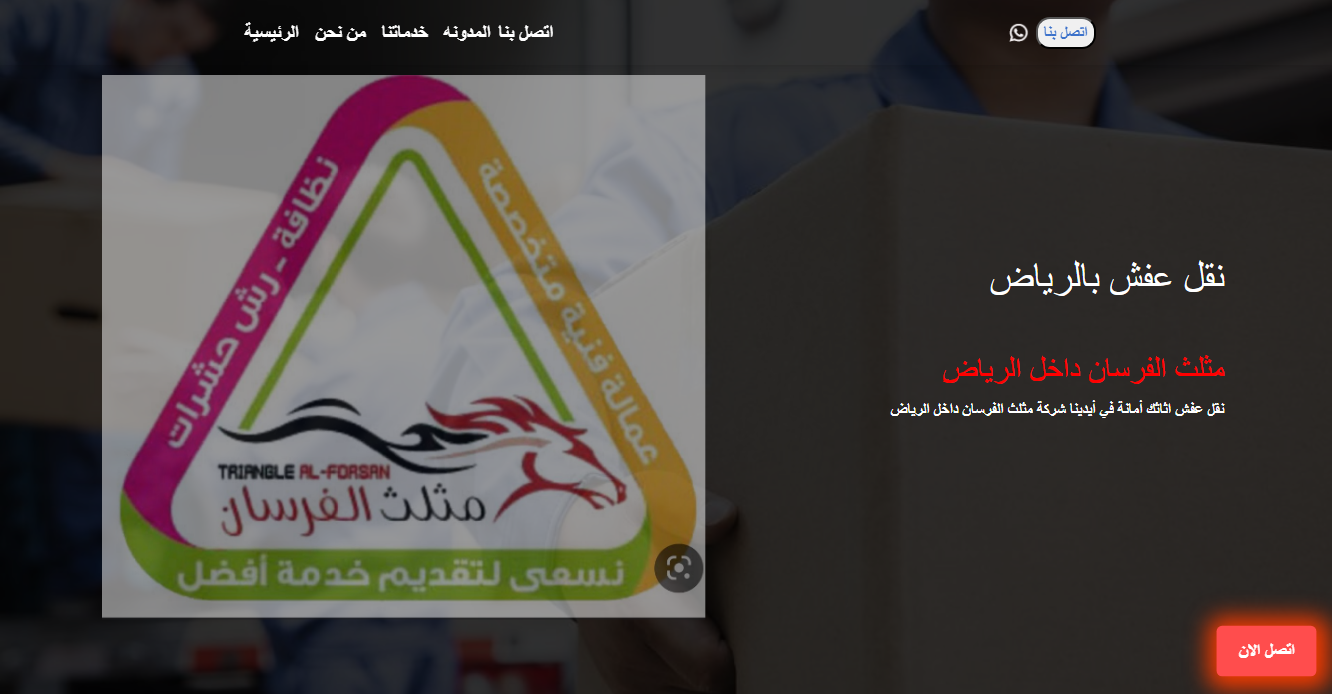 اتصل بنا
الرئيسية من نحن خدماتنا المدونه اتصل بنا
نقل عفش بالرياض
مثلث الفرسان داخل الرياض
نقل عفش اثاثك أمانة في أيدينا شركة مثلث الفرسان داخل الرياض
نظافة - رش حشرات
عمالة فنية متخصصة
TRIANGLE AL-FORSAN
مثلث الفرسان
نسعى لتقديم خدمة أفضل
اتصل الان